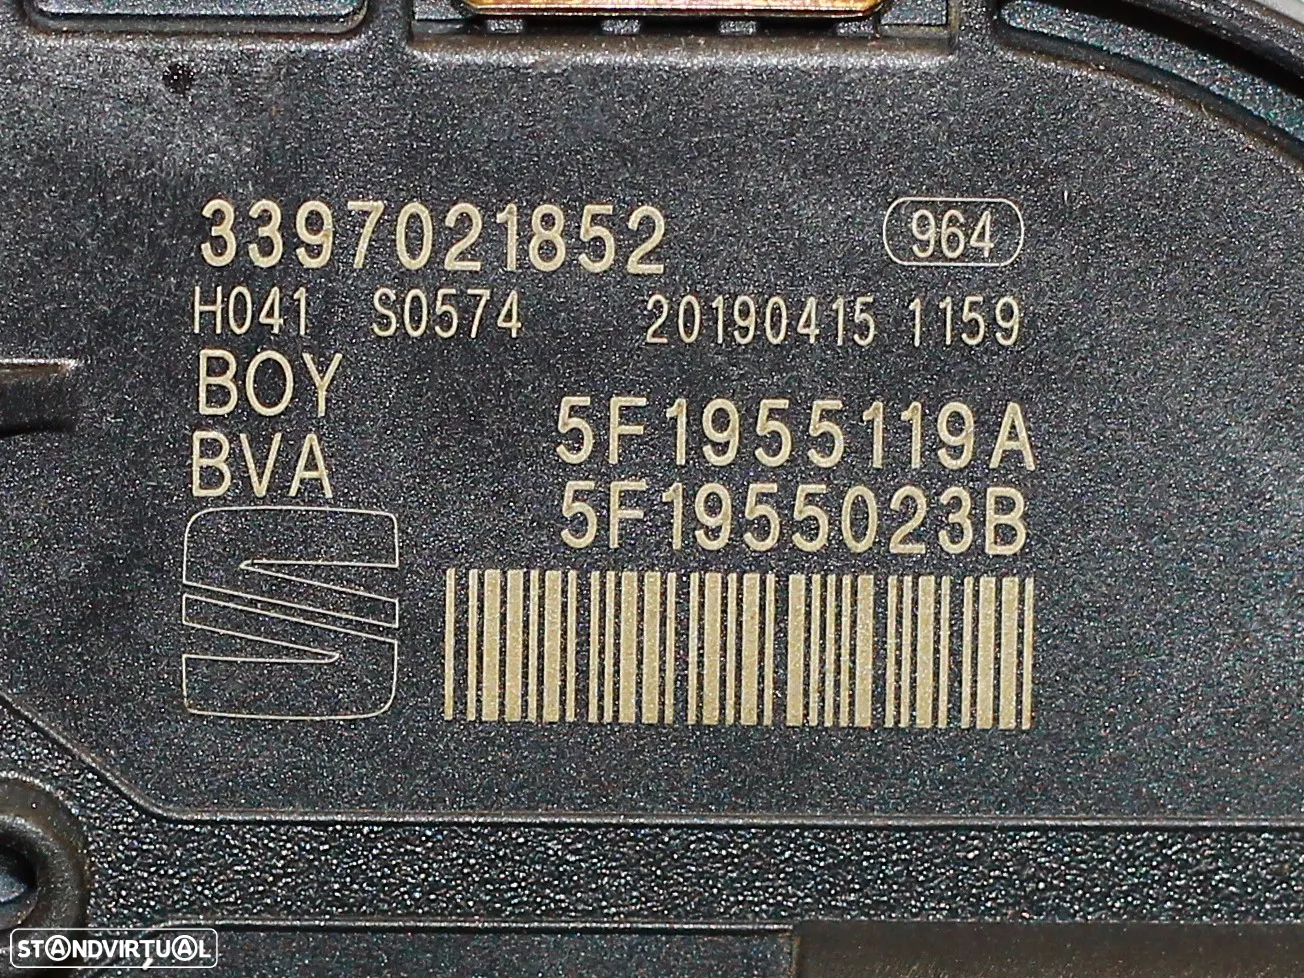 3397021852 964
H041 S0574 20190415 1159
BOY
BVA
5F1955119A
5F1955023B
STANDVIRTUAL